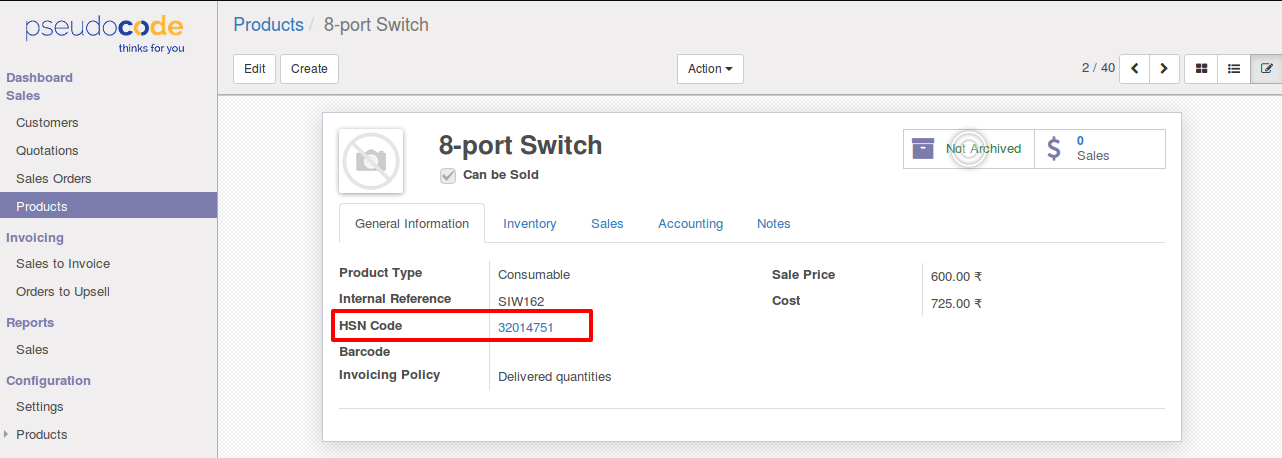 pseudocode
thinks for you
Dashboard
Sales
Customers
Quotations
Sales Orders
Products
Invoicing
Sales to Invoice
Orders to Upsell
Reports
Sales
Configuration
Settings
Products
Products / 8-port Switch
Edit Create Action 2 / 40
8-port Switch
Can be Sold
Not Archived
$ 0
Sales
General Information Inventory Sales Accounting Notes
Product Type Consumable
Internal Reference SIW162
HSN Code 32014751
Barcode
Invoicing Policy Delivered quantities
Sale Price 600.00 ₹
Cost 725.00 ₹